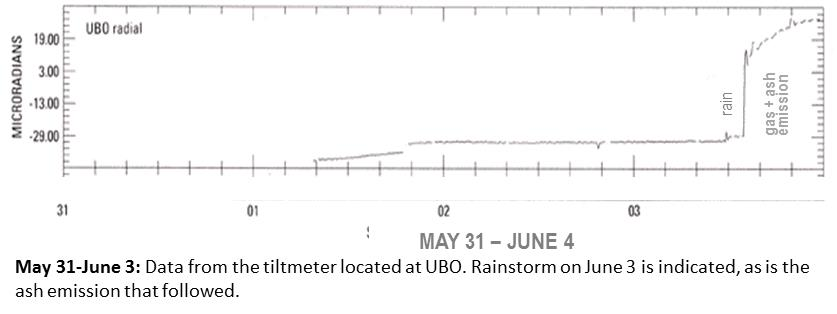 UBO radial
MICRORADIANS
19.00
3.00
-13.00
-29.00
rain
gas + ash
emission
31 01 02 03
MAY 31 – JUNE 4
May 31-June 3: Data from the tiltmeter located at UBO. Rainstorm on June 3 is indicated, as is the
ash emission that followed.